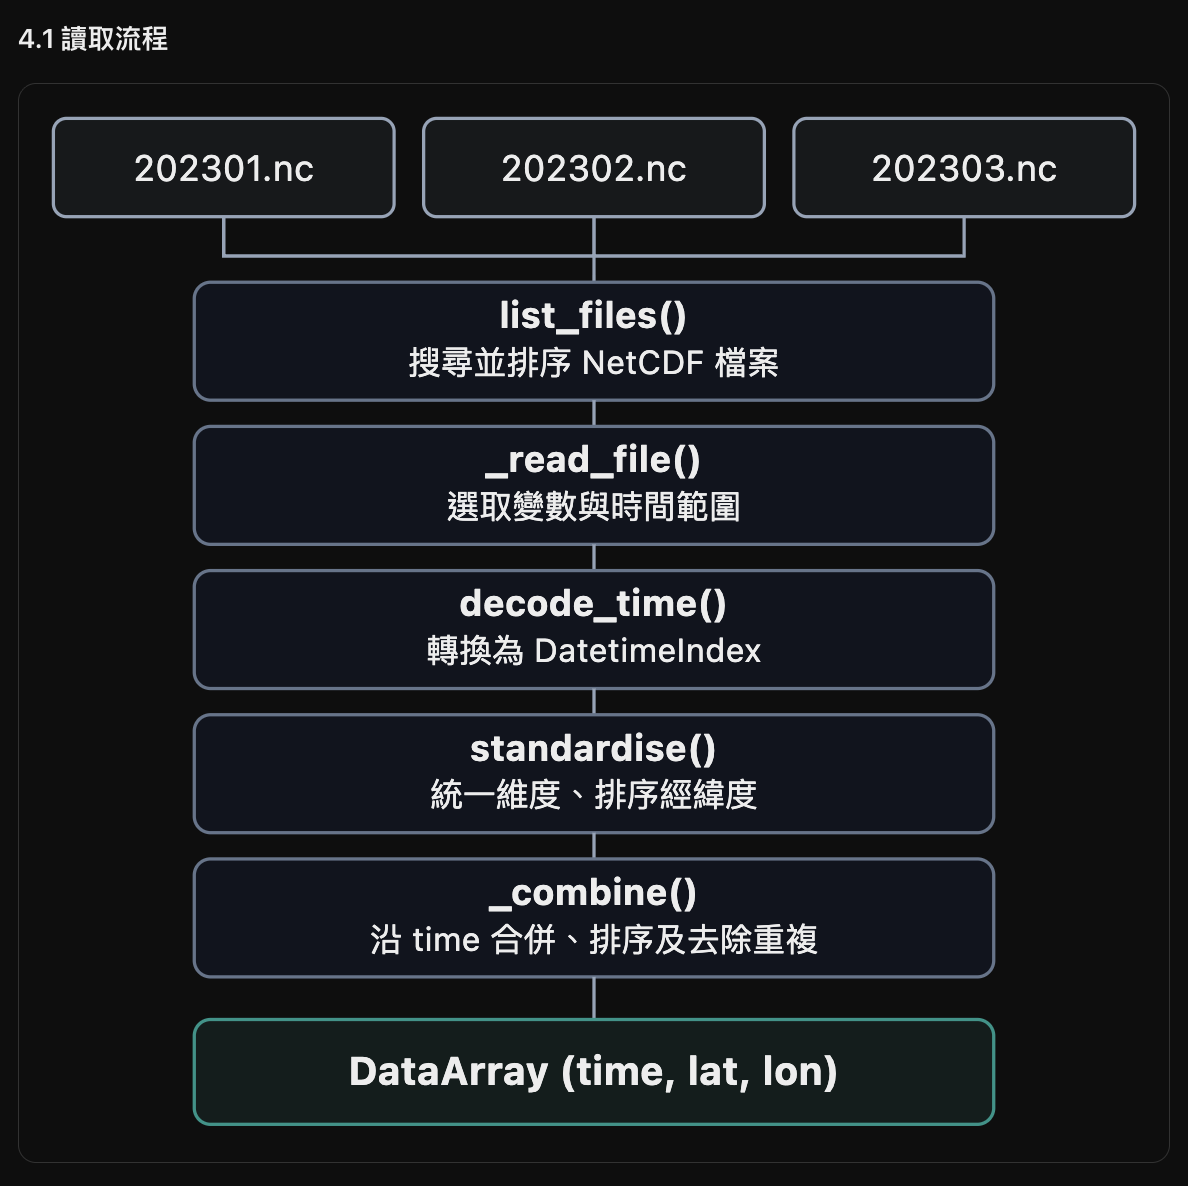 4.1 讀取流程
202301.nc
202302.nc
202303.nc
list_files()
搜尋並排序 NetCDF 檔案
_read_file()
選取變數與時間範圍
decode_time()
轉換為 DatetimeIndex
standardise()
統一維度、排序經緯度
_combine()
沿 time 合併、排序及去除重複
DataArray (time, lat, lon)